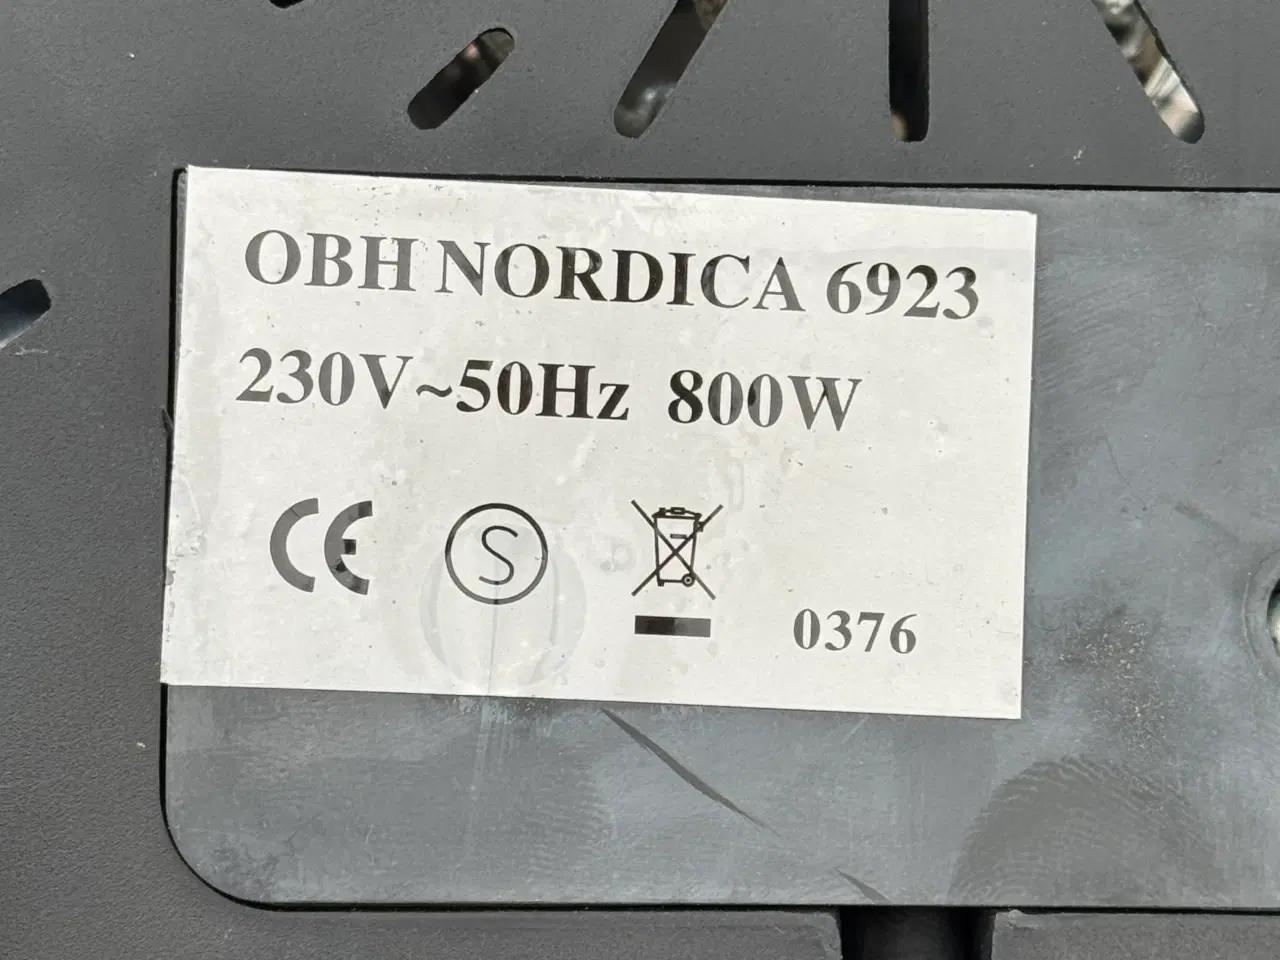 OBH NORDICA 6923
230V~50Hz 800W
CE S
0376